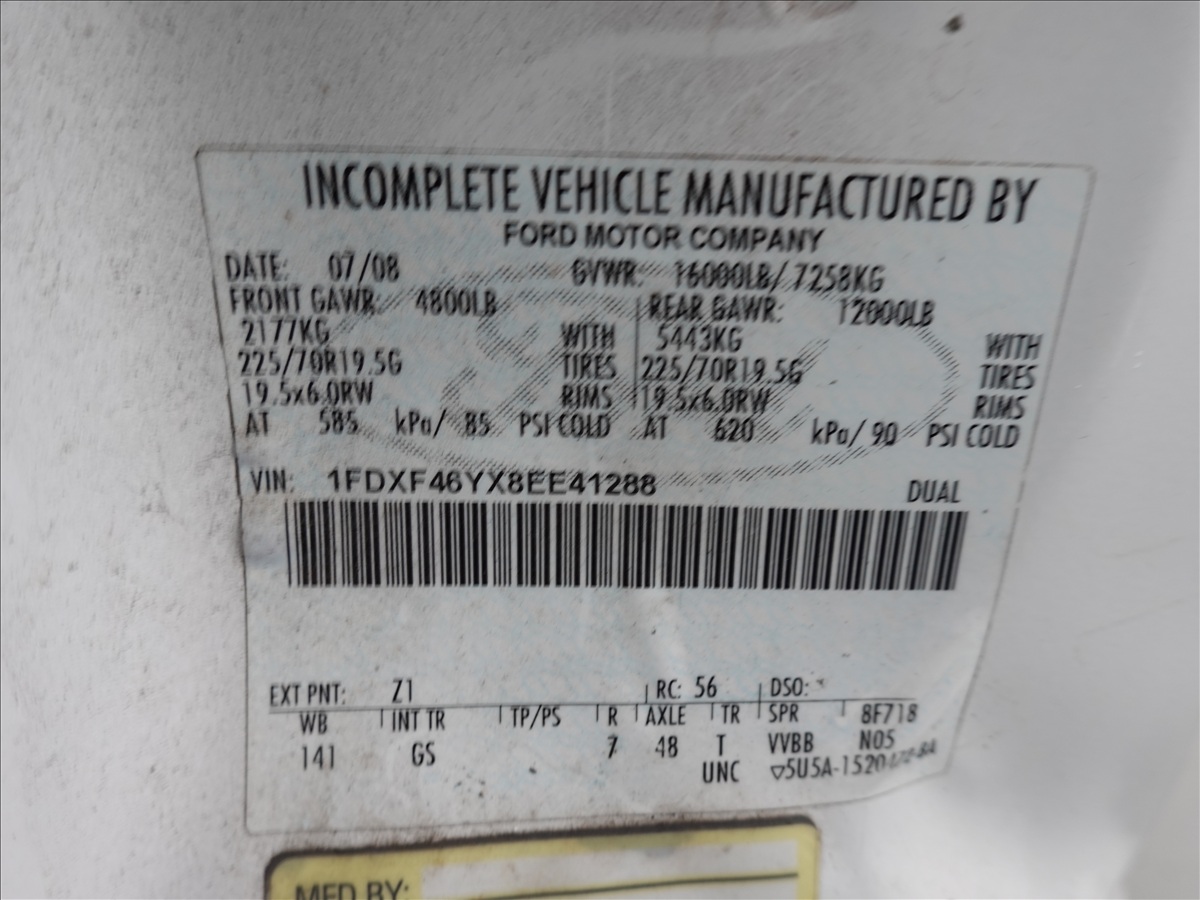 INCOMPLETE VEHICLE MANUFACTURED BY
FORD MOTOR COMPANY
DATE: 07/08 GVWR: 16000LB/ 7258KG
FRONT GAWR: 4800LB REAR GAWR: 12000LB
2177KG WITH 5443KG WITH
225/70R19.5G TIRES 225/70R19.5G TIRES
19.5x6.0RW RIMS 19.5x6.0RW RIMS
AT 585 kPa/ 85 PSI COLD AT 620 kPa/ 90 PSI COLD
VIN: 1FDXF46YX8EE41288 DUAL
EXT PNT: Z1 RC: 56 DSO:
WB INT TR TP/PS R AXLE TR SPR 8F718
141 GS 7 48 T VVBB N05
UNC ▽5U5A-1520472-BA
MFD BY: